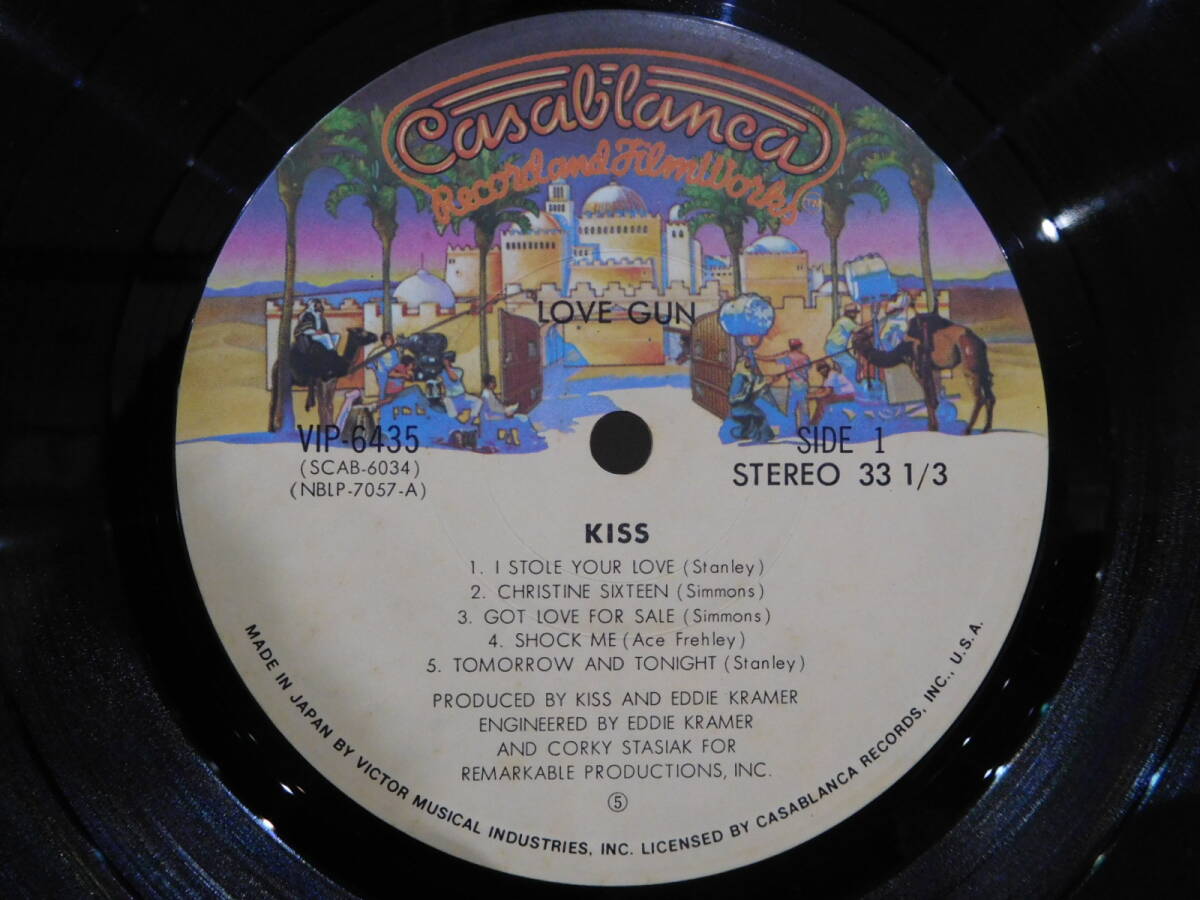 Casablanca
Record and FilmWorks TM
LOVE GUN
VIP-6435
(SCAB-6034)
(NBLP-7057-A)
SIDE 1
STEREO 33 1/3
KISS
1. I STOLE YOUR LOVE (Stanley)
2. CHRISTINE SIXTEEN (Simmons)
3. GOT LOVE FOR SALE (Simmons)
4. SHOCK ME (Ace Frehley)
5. TOMORROW AND TONIGHT (Stanley)
PRODUCED BY KISS AND EDDIE KRAMER
ENGINEERED BY EDDIE KRAMER
AND CORKY STASIAK FOR
REMARKABLE PRODUCTIONS, INC.
⑤
MADE IN JAPAN BY VICTOR MUSICAL INDUSTRIES, INC. LICENSED BY CASABLANCA RECORDS, INC., U.S.A.